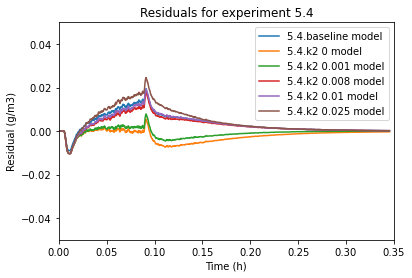 Residuals for experiment 5.4
5.4.baseline model
5.4.k2 0 model
5.4.k2 0.001 model
5.4.k2 0.008 model
5.4.k2 0.01 model
5.4.k2 0.025 model
Residual (g/m3)
0.04
0.02
0.00
−0.02
−0.04
0.00 0.05 0.10 0.15 0.20 0.25 0.30 0.35
Time (h)